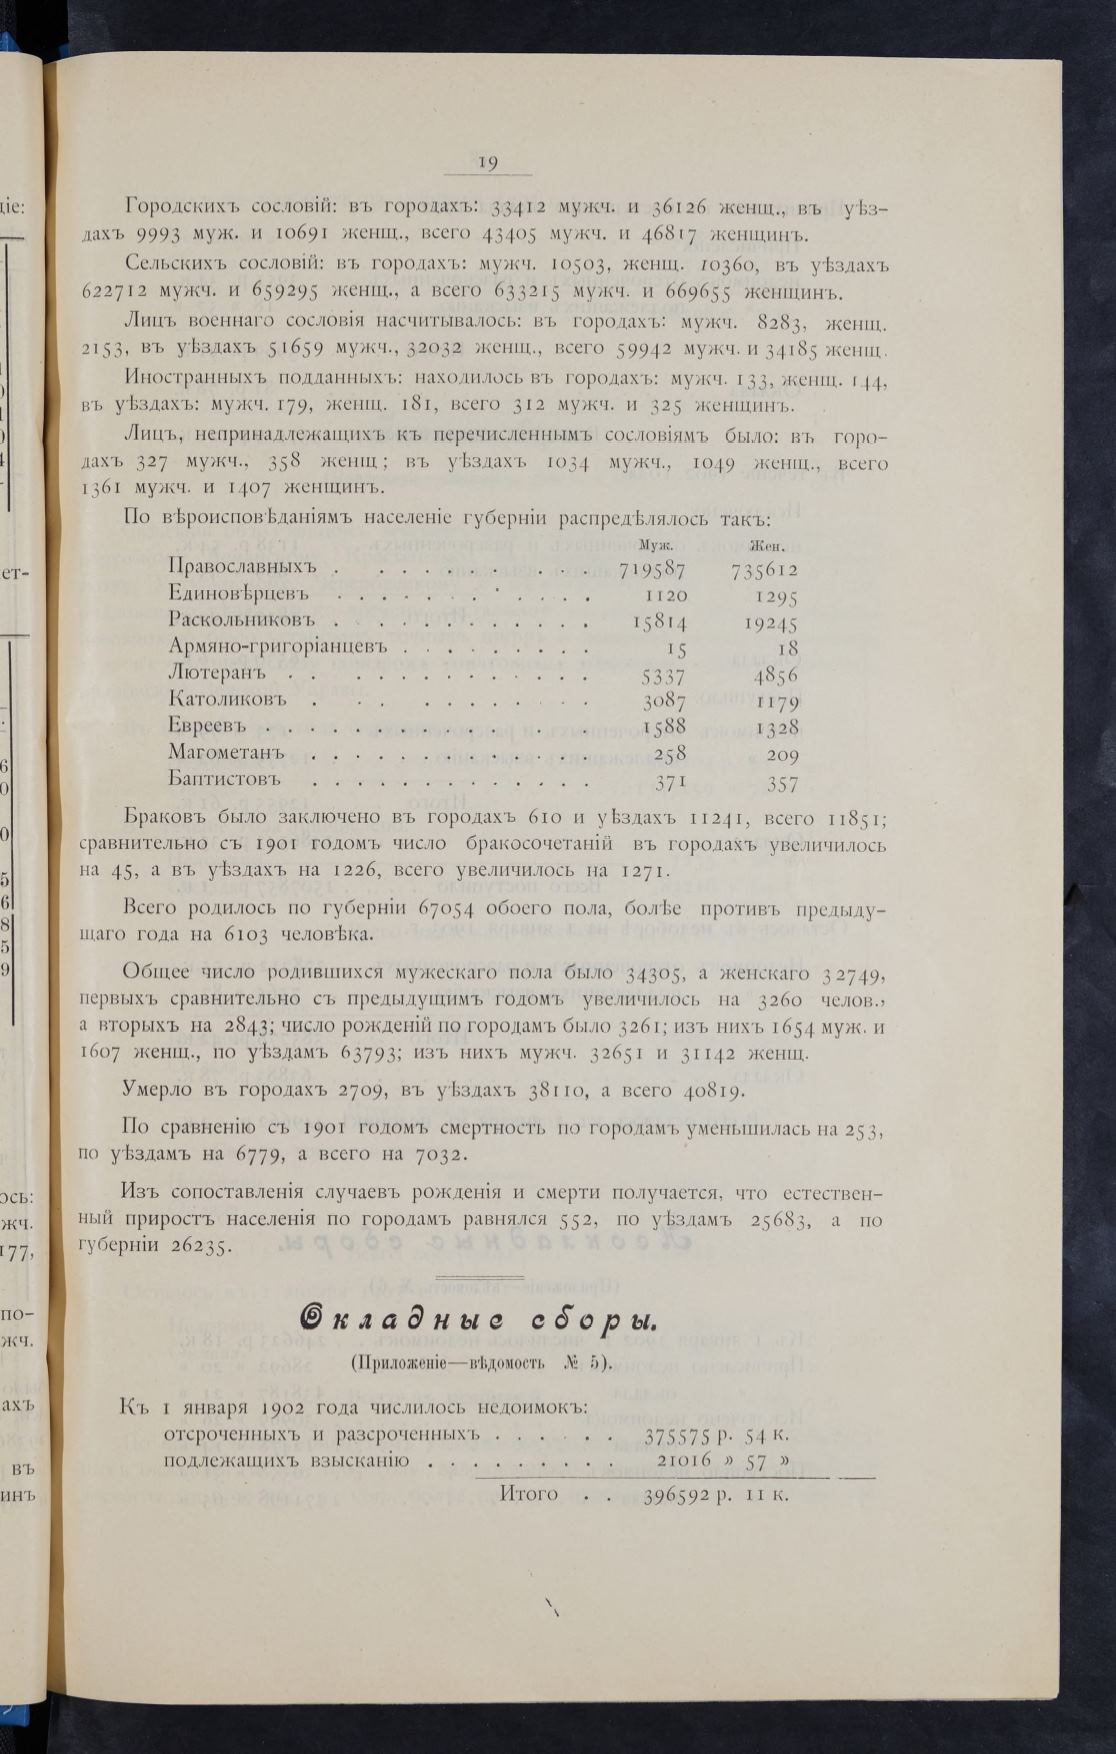 19
Городскихъ сословій: въ городахъ: 33412 мужч. и 36126 женщ., въ уѣз-
дахъ 9993 муж. и 10691 женщ., всего 43405 мужч. и 46817 женщинъ.
Сельскихъ сословій: въ городахъ: мужч. 10503, женщ. 10360, въ уѣздахъ
622712 мужч. и 659295 женщ., а всего 633215 мужч. и 669655 женщинъ.
Лицъ военнаго сословія насчитывалось: въ городахъ: мужч. 8283, женщ.
2153, въ уѣздахъ 51659 мужч., 32032 женщ., всего 59942 мужч. и 34185 женщ.
Иностранныхъ подданныхъ: находилось въ городахъ: мужч. 133, женщ. 144,
въ уѣздахъ: мужч. 179, женщ. 181, всего 312 мужч. и 325 женщинъ.
Лицъ, непринадлежащихъ къ перечисленнымъ сословіямъ было: въ горо-
дахъ 327 мужч., 358 женщ; въ уѣздахъ 1034 мужч., 1049 женщ., всего
1361 мужч. и 1407 женщинъ.
По вѣроисповѣданіямъ населеніе губерніи распредѣлялось такъ:
Муж. Жен.
Православныхъ . . . . . . . . . . 719587 735612
Единовѣрцевъ . . . . . . . . . . . 1120 1295
Раскольниковъ . . . . . . . . . . . 15814 19245
Армяно-григоріанцевъ . . . . . . . . . 15 18
Лютеранъ . . . . . . . . . . . . 5337 4856
Католиковъ . . . . . . . . . . . 3087 1179
Евреевъ . . . . . . . . . . . . . 1588 1328
Магометанъ . . . . . . . . . . . . 258 209
Баптистовъ . . . . . . . . . . . . 371 357
Браковъ было заключено въ городахъ 610 и уѣздахъ 11241, всего 11851;
сравнительно съ 1901 годомъ число бракосочетаній въ городахъ увеличилось
на 45, а въ уѣздахъ на 1226, всего увеличилось на 1271.
Всего родилось по губерніи 67054 обоего пола, болѣе противъ предыду-
щаго года на 6103 человѣка.
Общее число родившихся мужескаго пола было 34305, а женскаго 32749,
первыхъ сравнительно съ предыдущимъ годомъ увеличилось на 3260 челов.,
а вторыхъ на 2843; число рожденій по городамъ было 3261; изъ нихъ 1654 муж. и
1607 женщ., по уѣздамъ 63793; изъ нихъ мужч. 32651 и 31142 женщ.
Умерло въ городахъ 2709, въ уѣздахъ 38110, а всего 40819.
По сравненію съ 1901 годомъ смертность по городамъ уменьшилась на 253,
по уѣздамъ на 6779, а всего на 7032.
Изъ сопоставленія случаевъ рожденія и смерти получается, что естествен-
ный приростъ населенія по городамъ равнялся 552, по уѣздамъ 25683, а по
губерніи 26235.
Окладные сборы.
(Приложеніе—вѣдомость № 5).
Къ 1 января 1902 года числилось недоимокъ:
отсроченныхъ и разсроченныхъ . . . . . . 375575 р. 54 к.
подлежащихъ взысканію . . . . . . . . . 21016 » 57 »
Итого . . 396592 р. 11 к.